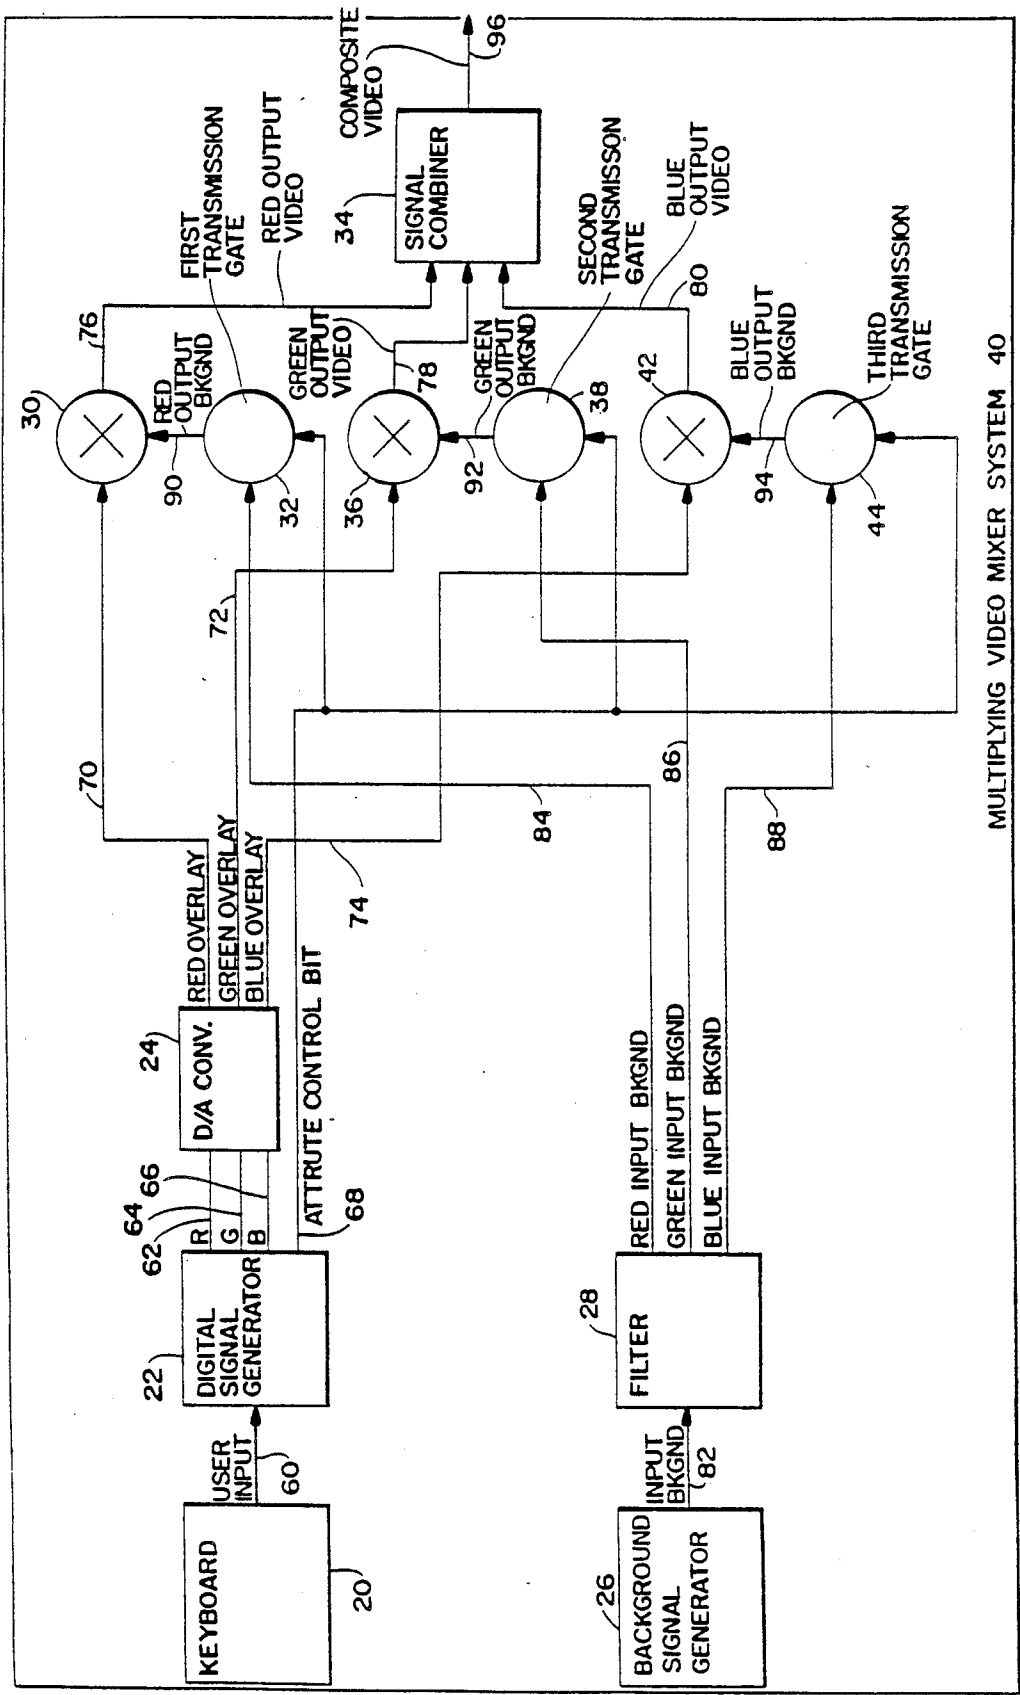 KEYBOARD
20
USER
INPUT
60
DIGITAL
SIGNAL
GENERATOR
22
R
G
B
62
64
66
68
D/A CONV.
24
RED OVERLAY
GREEN OVERLAY
BLUE OVERLAY
ATTRUTE CONTROL BIT
70
72
74
BACKGROUND
SIGNAL
GENERATOR
26
INPUT
BKGND
82
FILTER
28
RED INPUT BKGND
GREEN INPUT BKGND
BLUE INPUT BKGND
84
86
88
30
76
RED
OUTPUT
BKGND
90
32
FIRST
TRANSMISSION
GATE
RED OUTPUT
VIDEO
36
GREEN
OUTPUT
VIDEO
78
92
GREEN
OUTPUT
BKGND
38
SECOND
TRANSMISSON
GATE
42
80
BLUE OUTPUT
VIDEO
94
BLUE
OUTPUT
BKGND
44
THIRD
TRANSMISSION
GATE
34
SIGNAL
COMBINER
COMPOSITE
VIDEO
96
MULTIPLYING VIDEO MIXER SYSTEM 40